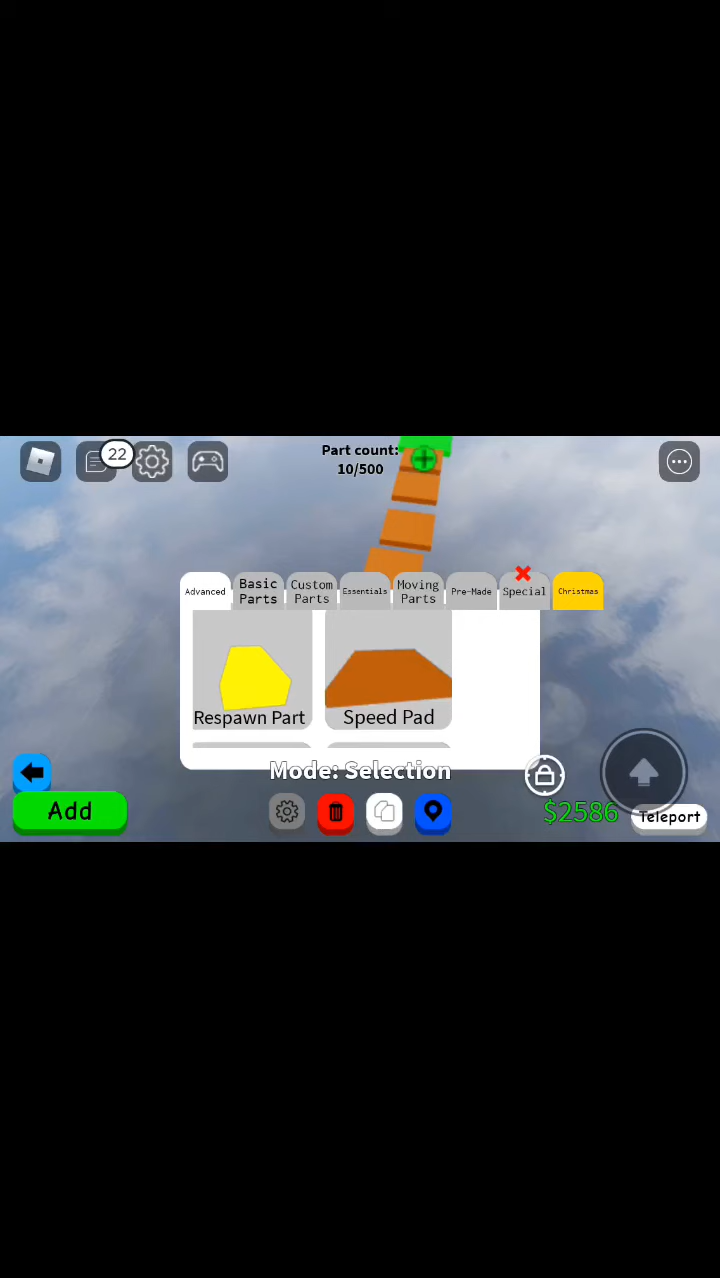 22
Part count:
10/500
Advanced
Basic
Parts
Custom
Parts
Essentials
Moving
Parts
Pre-Made
Special
Christmas
Respawn Part
Speed Pad
Mode: Selection
Add
$2586
Teleport